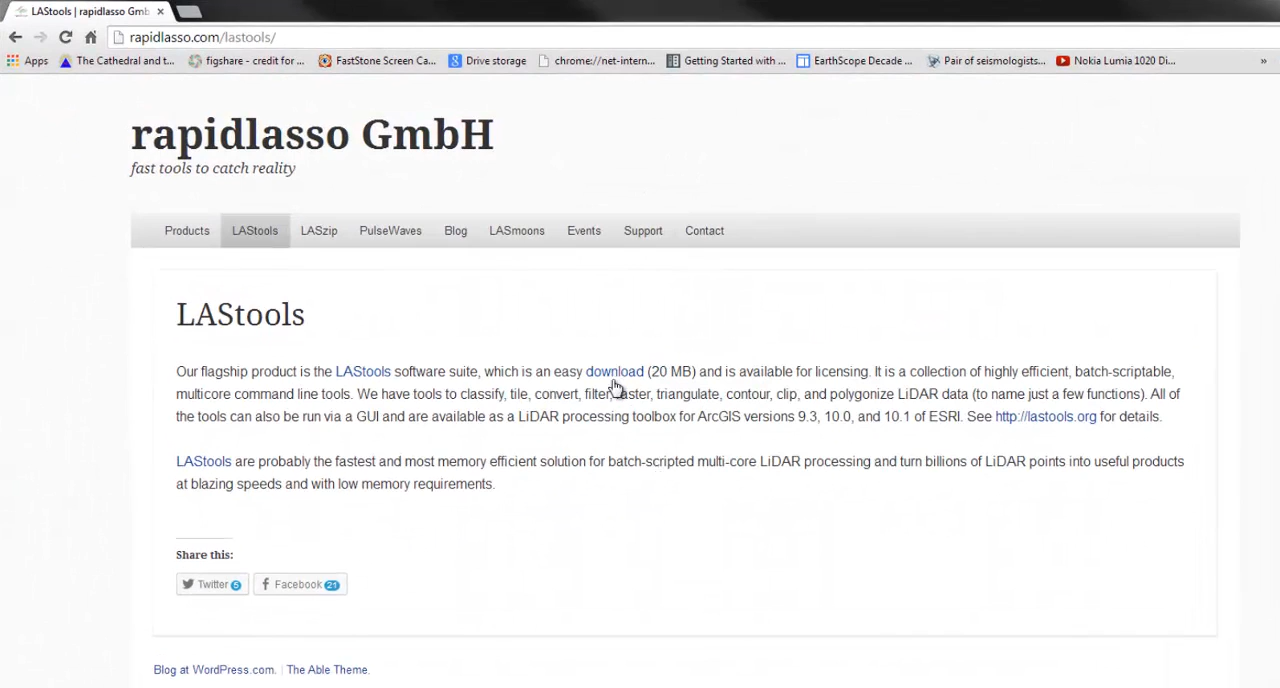 LAStools | rapidlasso Gmb
rapidlasso.com/lastools/
Apps The Cathedral and t... figshare - credit for ... FastStone Screen Ca... Drive storage chrome://net-intern... Getting Started with ... EarthScope Decade ... Pair of seismologists... Nokia Lumia 1020 Di... »
rapidlasso GmbH
fast tools to catch reality
Products LAStools LASzip PulseWaves Blog LASmoons Events Support Contact
LAStools
Our flagship product is the LAStools software suite, which is an easy download (20 MB) and is available for licensing. It is a collection of highly efficient, batch-scriptable,
multicore command line tools. We have tools to classify, tile, convert, filter, raster, triangulate, contour, clip, and polygonize LiDAR data (to name just a few functions). All of
the tools can also be run via a GUI and are available as a LiDAR processing toolbox for ArcGIS versions 9.3, 10.0, and 10.1 of ESRI. See http://lastools.org for details.
LAStools are probably the fastest and most memory efficient solution for batch-scripted multi-core LiDAR processing and turn billions of LiDAR points into useful products
at blazing speeds and with low memory requirements.
Share this:
Twitter 5 Facebook 21
Blog at WordPress.com. | The Able Theme.